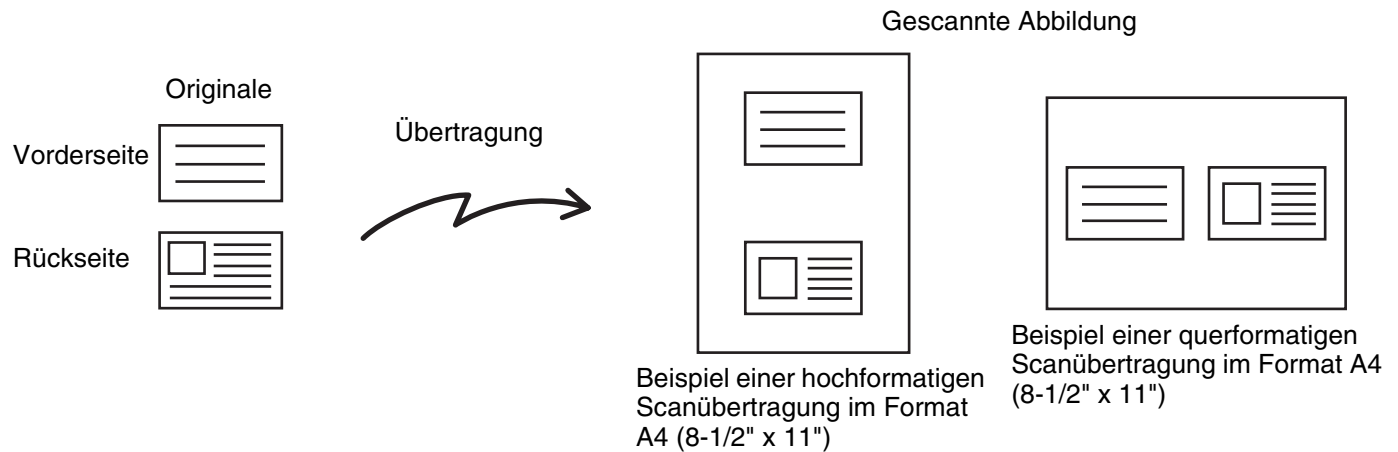 Gescannte Abbildung
Originale
Vorderseite
Rückseite
Übertragung
Beispiel einer hochformatigen
Scanübertragung im Format
A4 (8-1/2" x 11")
Beispiel einer querformatigen
Scanübertragung im Format A4
(8-1/2" x 11")